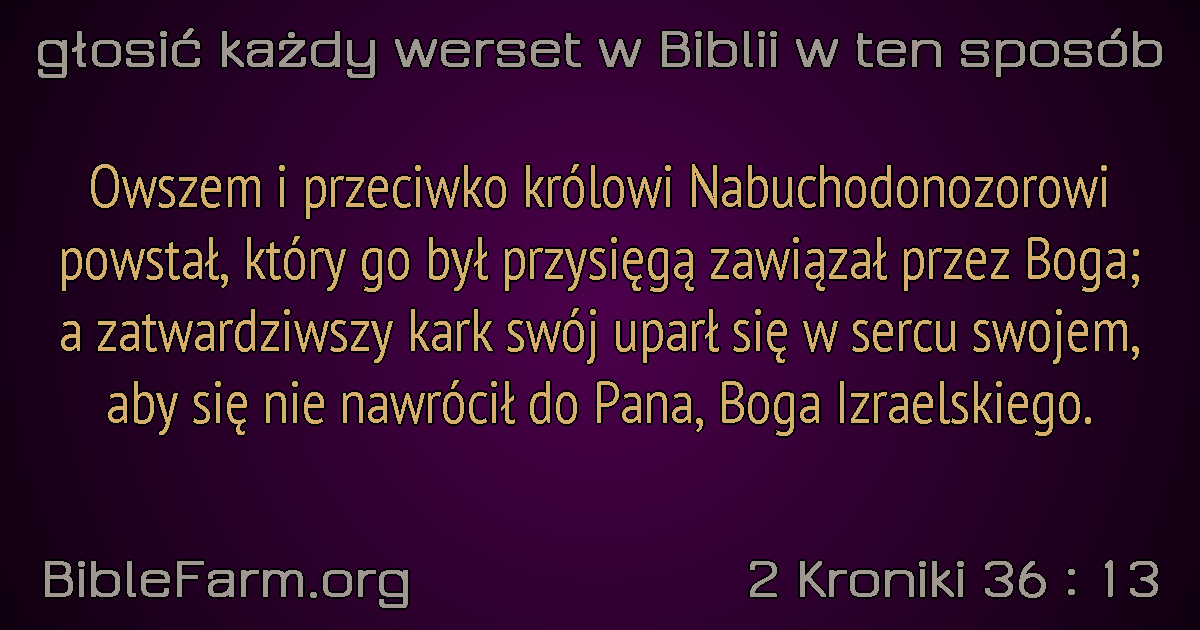 głosić każdy werset w Biblii w ten sposób
Owszem i przeciwko królowi Nabuchodonozorowi
powstał, który go był przysięgą zawiązał przez Boga;
a zatwardziwszy kark swój uparł się w sercu swojem,
aby się nie nawrócił do Pana, Boga Izraelskiego.
BibleFarm.org
2 Kroniki 36 : 13